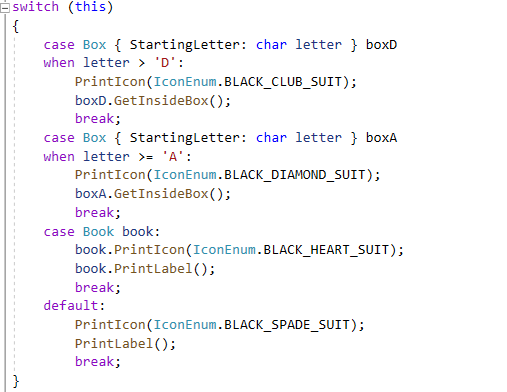 switch (this)
{
case Box { StartingLetter: char letter } boxD
when letter > 'D':
PrintIcon(IconEnum.BLACK_CLUB_SUIT);
boxD.GetInsideBox();
break;
case Box { StartingLetter: char letter } boxA
when letter >= 'A':
PrintIcon(IconEnum.BLACK_DIAMOND_SUIT);
boxA.GetInsideBox();
break;
case Book book:
book.PrintIcon(IconEnum.BLACK_HEART_SUIT);
book.PrintLabel();
break;
default:
PrintIcon(IconEnum.BLACK_SPADE_SUIT);
PrintLabel();
break;
}